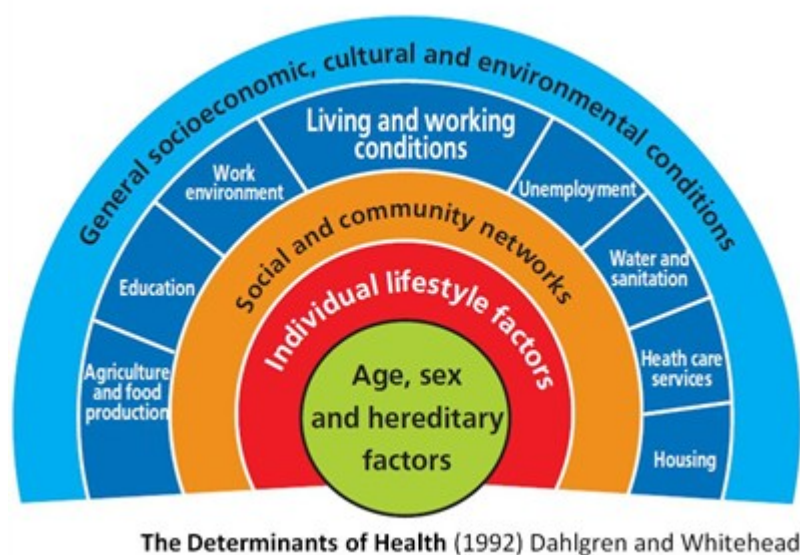 General socioeconomic, cultural and environmental conditions
Living and working
conditions
Work
environment
Unemployment
Education
Water and
sanitation
Agriculture
and food
production
Heath care
services
Housing
Social and community networks
Individual lifestyle factors
Age, sex
and hereditary
factors
The Determinants of Health (1992) Dahlgren and Whitehead